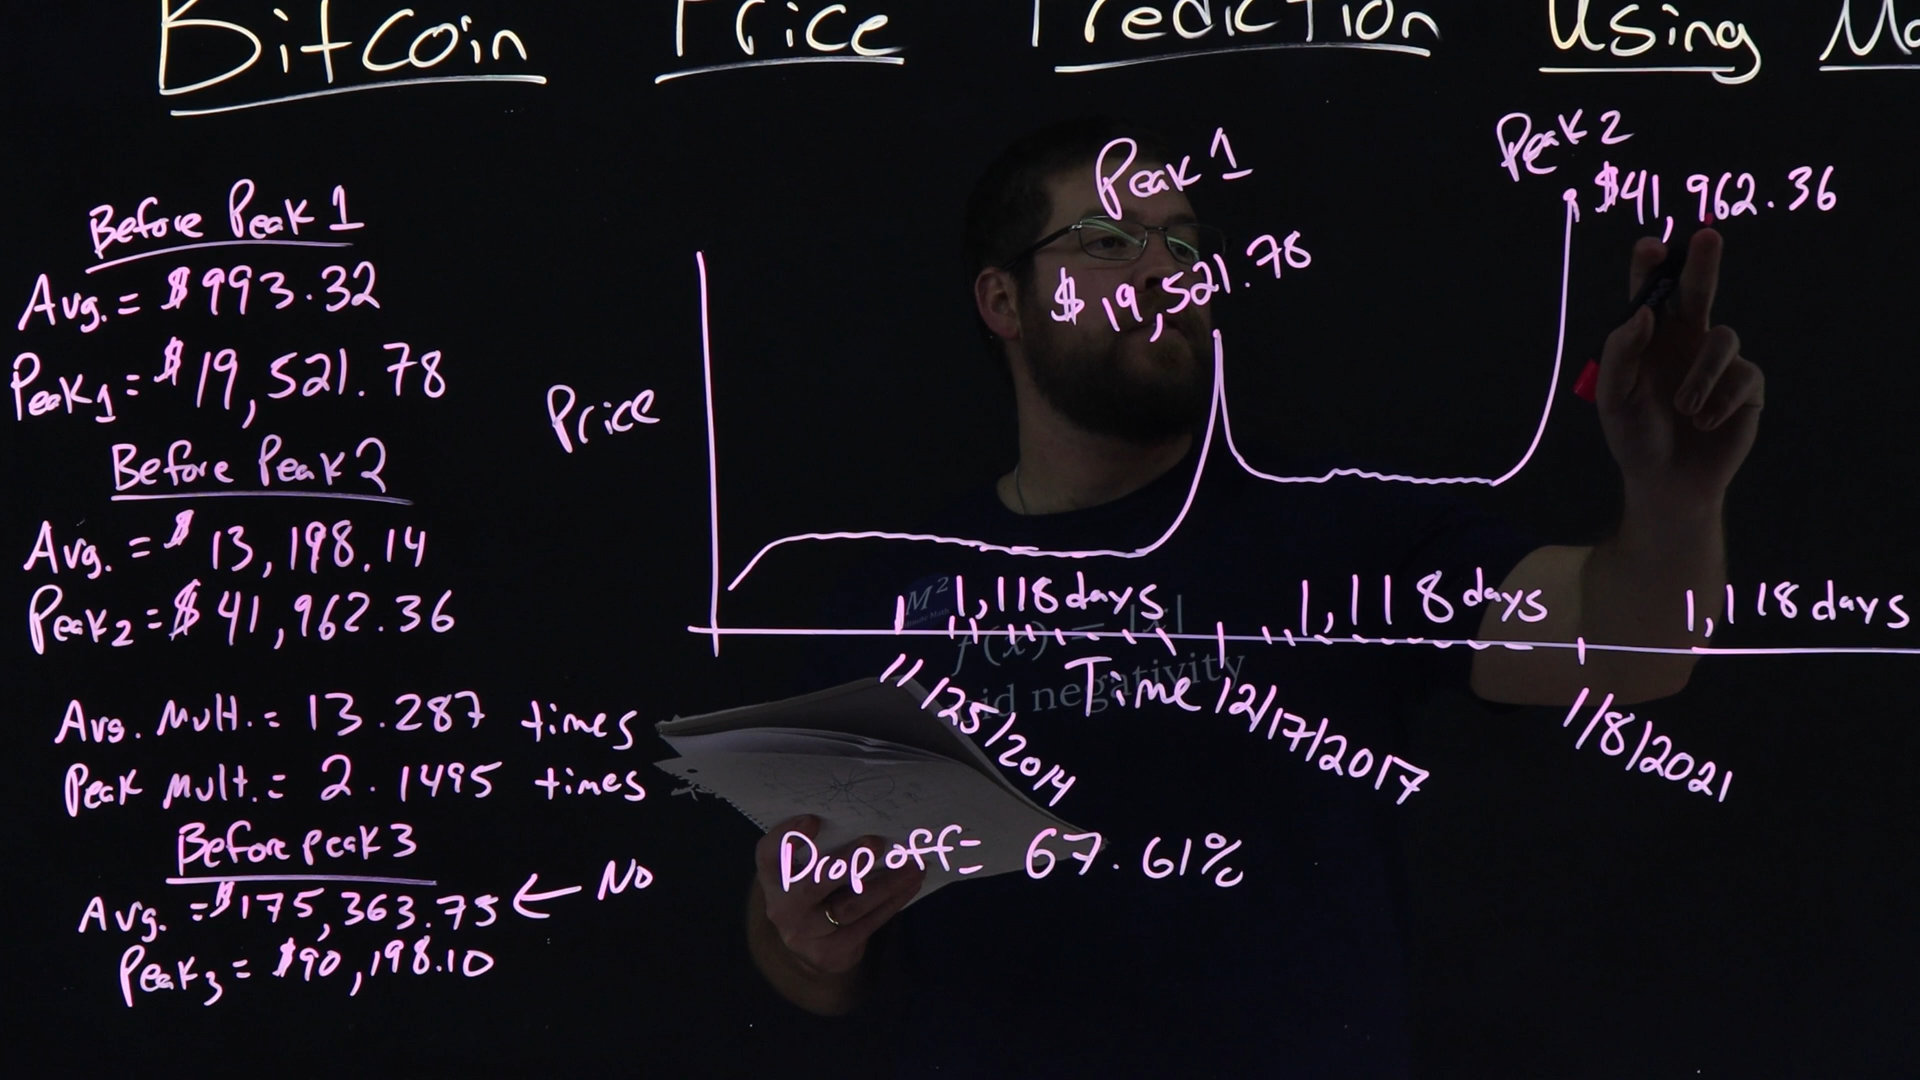 Bitcoin Price Prediction Using Ma
Before Peak 1
Avg. = $993.32
Peak1 = $19,521.78
Before Peak 2
Avg. = $13,198.14
Peak2 = $41,962.36
Avg. Mult. = 13.287 times
Peak Mult. = 2.1495 times
Before Peak 3
Avg. = $175,363.75 ← No
Peak3 = $90,198.10
Peak 1
$19,521.78
Peak 2
$41,962.36
Price
1,118 days
1,118 days
1,118 days
Time
11/25/2014
12/17/2017
1/8/2021
Drop off = 67.61%
M²
f(x) = |x|
id negativity